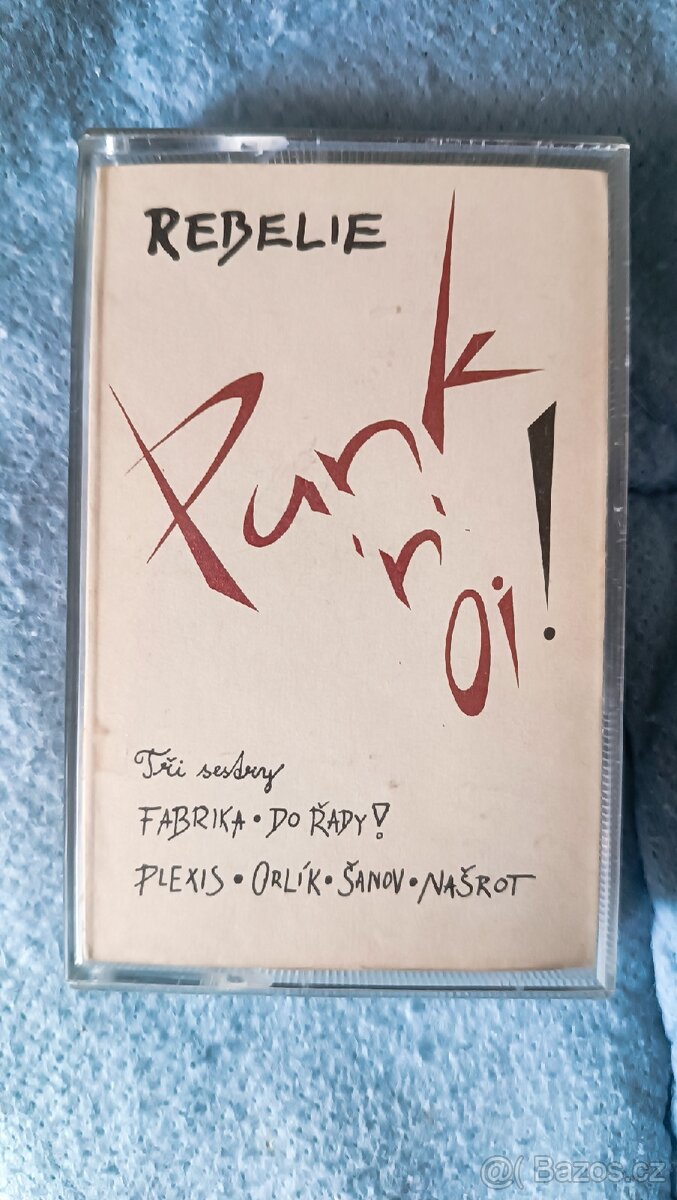 REBELIE
Punk
'n'
oi!
Tři sestry
FABRIKA • DO ŘADY!
PLEXIS • ORLÍK • ŠANOV • NAŠROT
@( Bazos.cz